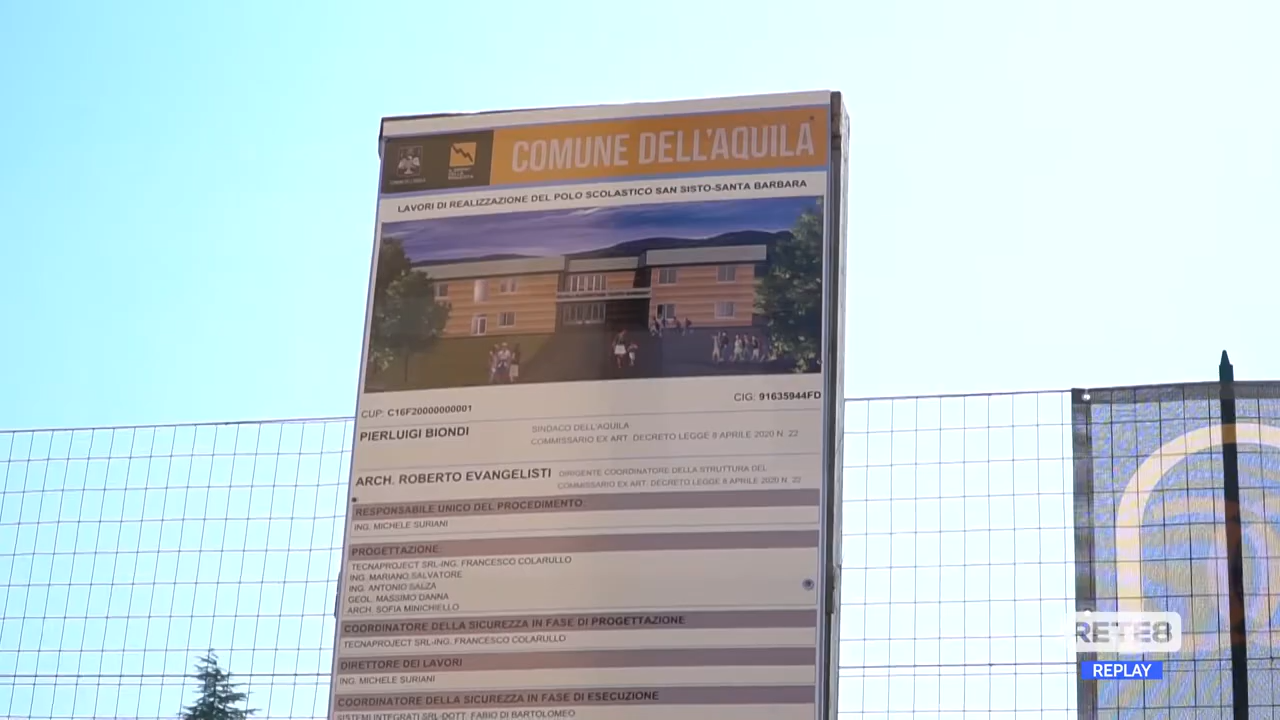 COMUNE DELL'AQUILA
LAVORI DI REALIZZAZIONE DEL POLO SCOLASTICO SAN SISTO-SANTA BARBARA
CUP: C16F20000000001
CIG: 91635944FD
PIERLUIGI BIONDI
SINDACO DELL'AQUILA
COMMISSARIO EX ART. DECRETO LEGGE 8 APRILE 2020 N. 22
ARCH. ROBERTO EVANGELISTI
DIRIGENTE COORDINATORE DELLA STRUTTURA DEL
COMMISSARIO EX ART. DECRETO LEGGE 8 APRILE 2020 N. 22
RESPONSABILE UNICO DEL PROCEDIMENTO
ING. MICHELE SURIANI
PROGETTAZIONE
TECNAPROJECT SRL-ING. FRANCESCO COLARULLO
ING. MARIANO SALVATORE
ING. ANTONIO SALZA
GEOL. MASSIMO DANNA
ARCH. SOFIA MINICHIELLO
COORDINATORE DELLA SICUREZZA IN FASE DI PROGETTAZIONE
TECNAPROJECT SRL-ING. FRANCESCO COLARULLO
DIRETTORE DEI LAVORI
ING. MICHELE SURIANI
COORDINATORE DELLA SICUREZZA IN FASE DI ESECUZIONE
SISTEMI INTEGRATI SRL-DOTT. FABIO DI BARTOLOMEO
RETE8
REPLAY